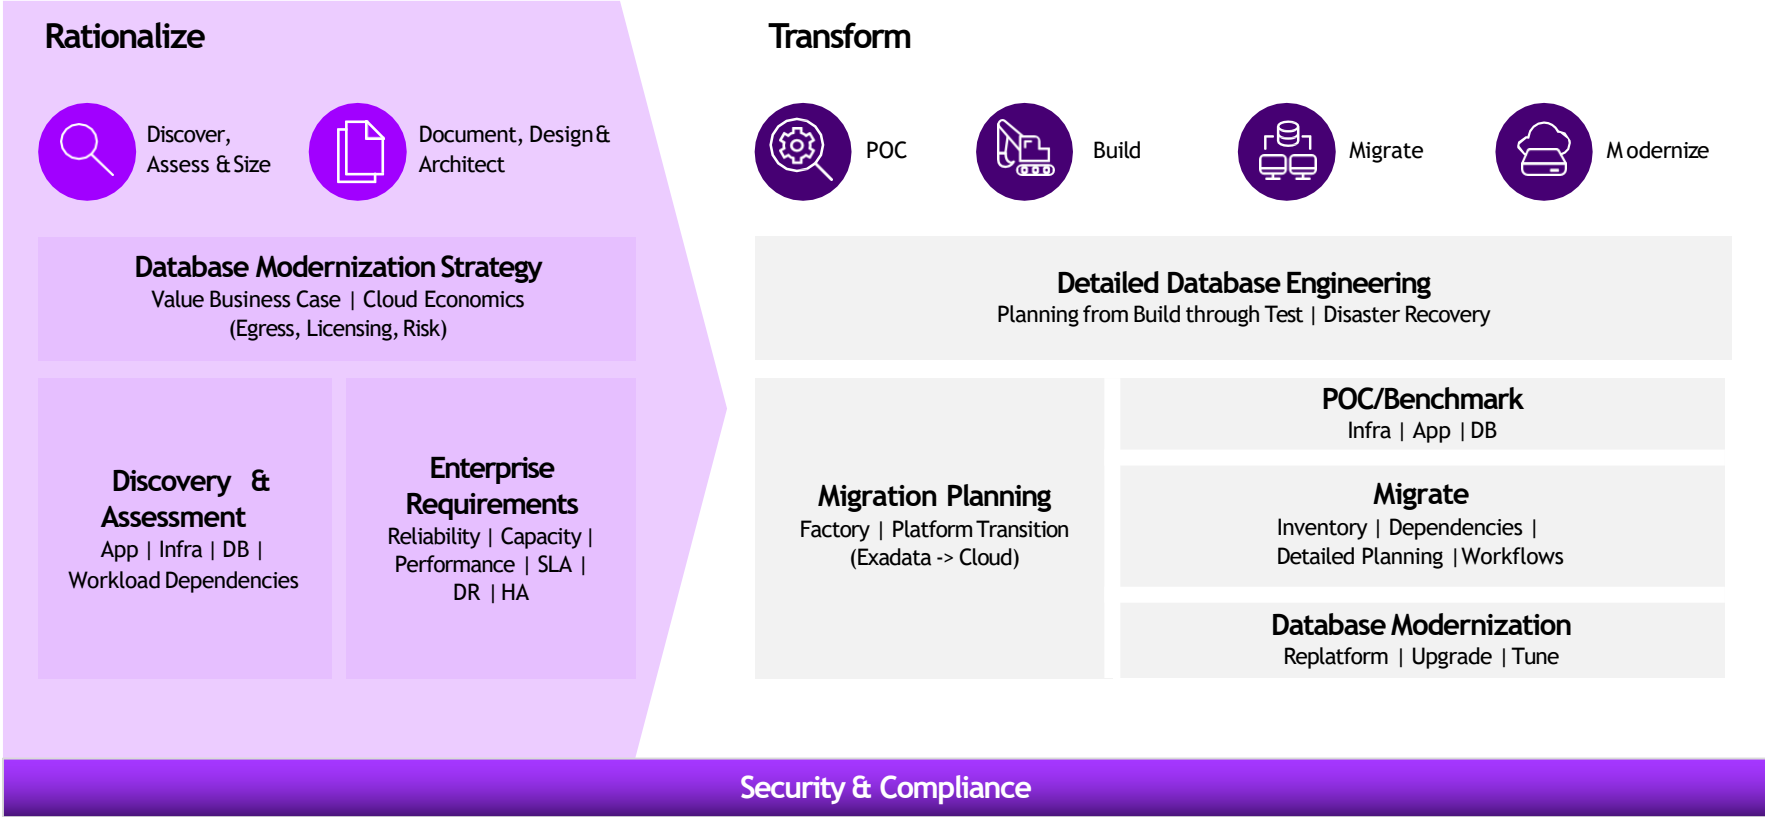 Rationalize
Discover,
Assess & Size
Document, Design &
Architect
Database Modernization Strategy
Value Business Case | Cloud Economics
(Egress, Licensing, Risk)
Discovery &
Assessment
App | Infra | DB |
Workload Dependencies
Enterprise
Requirements
Reliability | Capacity |
Performance | SLA |
DR | HA
Transform
POC
Build
Migrate
Modernize
Detailed Database Engineering
Planning from Build through Test | Disaster Recovery
Migration Planning
Factory | Platform Transition
(Exadata -> Cloud)
POC/Benchmark
Infra | App | DB
Migrate
Inventory | Dependencies |
Detailed Planning | Workflows
Database Modernization
Replatform | Upgrade | Tune
Security & Compliance